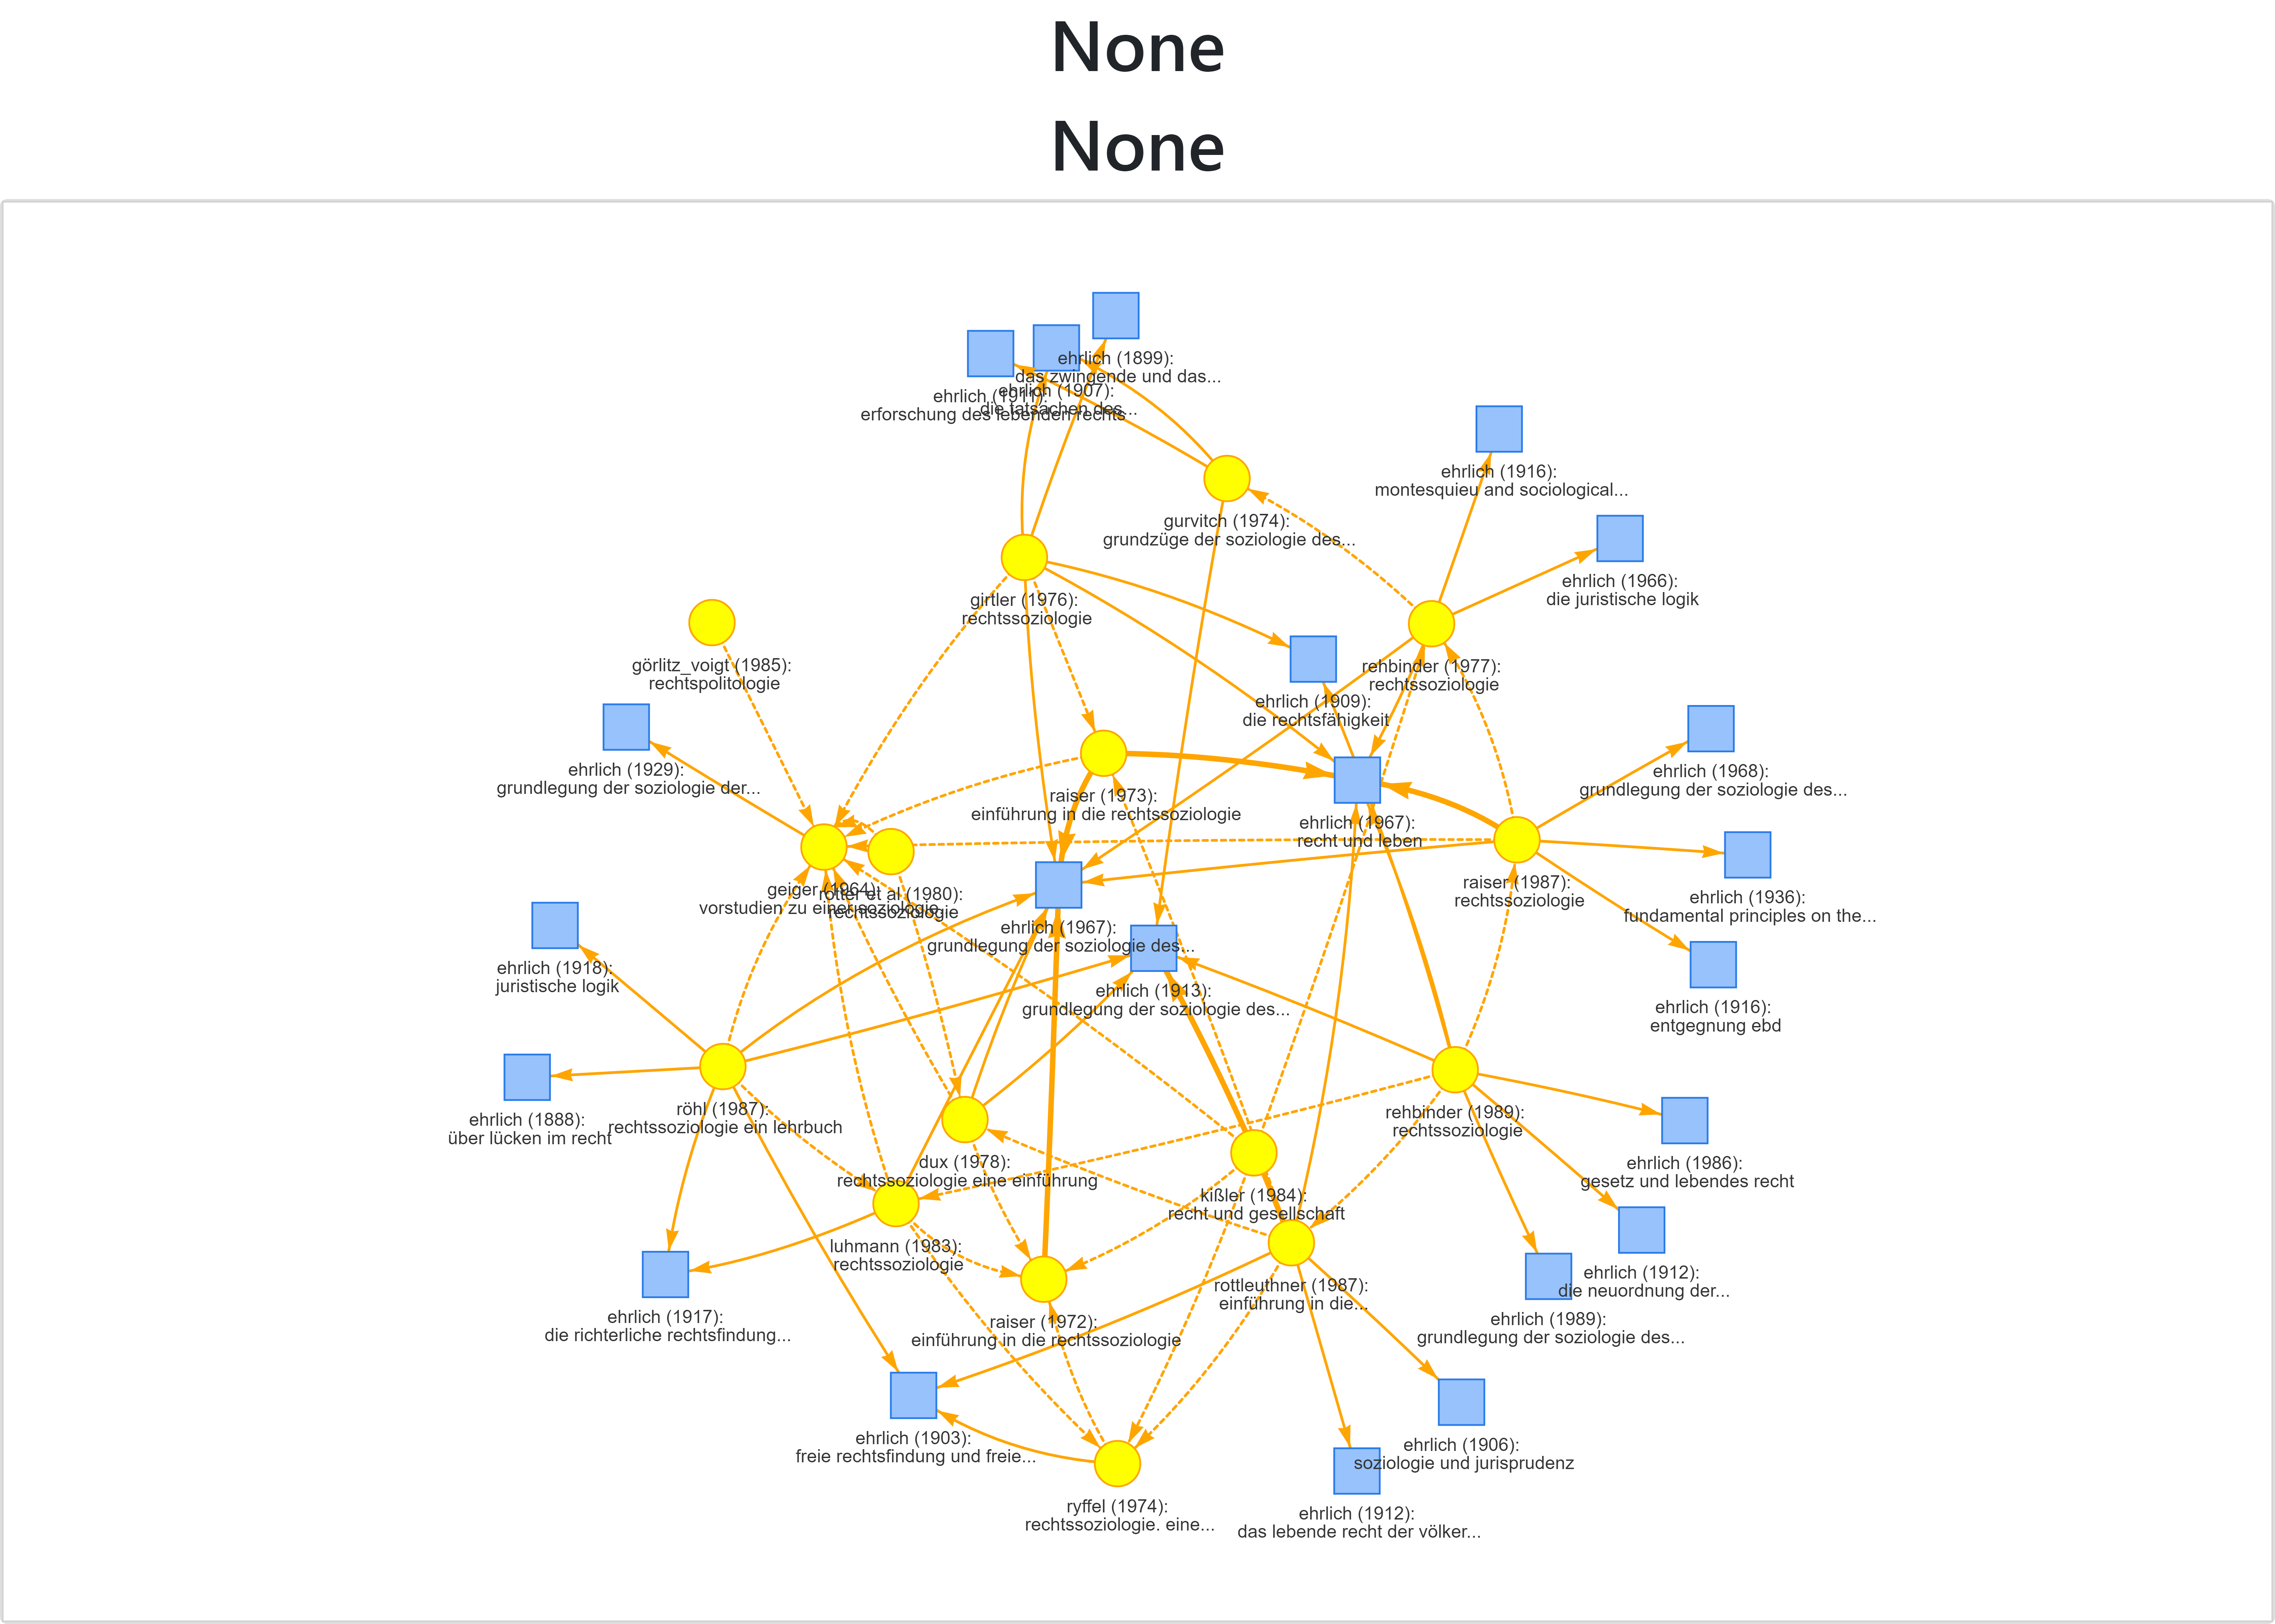 None
None
ehrlich (1899):
das zwingende und das...
ehrlich (1907):
die tatsachen des...
ehrlich (1911):
erforschung des lebenden rechts
ehrlich (1916):
montesquieu and sociological...
gurvitch (1974):
grundzüge der soziologie des...
ehrlich (1966):
die juristische logik
girtler (1976):
rechtssoziologie
görlitz_voigt (1985):
rechtspolitologie
rehbinder (1977):
rechtssoziologie
ehrlich (1909):
die rechtsfähigkeit
ehrlich (1929):
grundlegung der soziologie der...
ehrlich (1968):
grundlegung der soziologie des...
raiser (1973):
einführung in die rechtssoziologie
ehrlich (1967):
recht und leben
geiger (1964):
vorstudien zu einer soziologie...
rotter et al (1980):
rechtssoziologie
raiser (1987):
rechtssoziologie
ehrlich (1936):
fundamental principles on the...
ehrlich (1967):
grundlegung der soziologie des...
ehrlich (1918):
juristische logik
ehrlich (1913):
grundlegung der soziologie des...
ehrlich (1916):
entgegnung ebd
ehrlich (1888):
über lücken im recht
röhl (1987):
rechtssoziologie ein lehrbuch
rehbinder (1989):
rechtssoziologie
dux (1978):
rechtssoziologie eine einführung
ehrlich (1986):
gesetz und lebendes recht
kißler (1984):
recht und gesellschaft
luhmann (1983):
rechtssoziologie
ehrlich (1912):
die neuordnung der...
rottleuthner (1987):
einführung in die...
ehrlich (1917):
die richterliche rechtsfindung...
raiser (1972):
einführung in die rechtssoziologie
ehrlich (1989):
grundlegung der soziologie des...
ehrlich (1903):
freie rechtsfindung und freie...
ehrlich (1906):
soziologie und jurisprudenz
ryffel (1974):
rechtssoziologie. eine...
ehrlich (1912):
das lebende recht der völker...